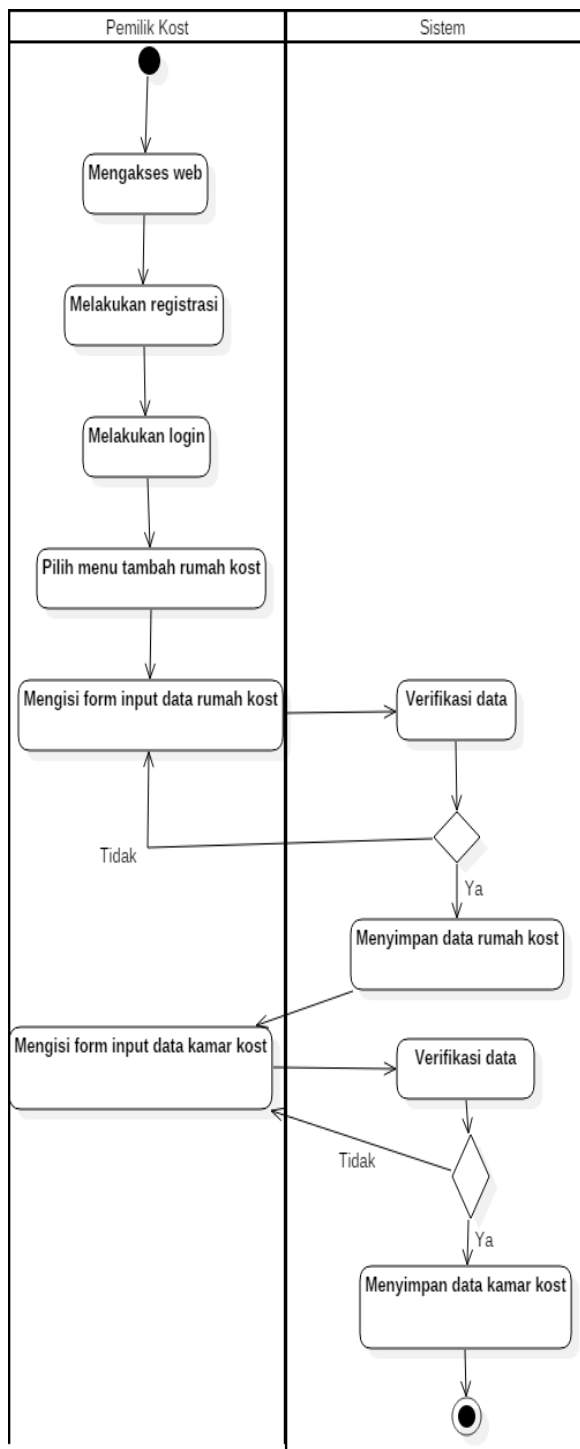 Pemilik Kost
Sistem
Mengakses web
Melakukan registrasi
Melakukan login
Pilih menu tambah rumah kost
Mengisi form input data rumah kost
Verifikasi data
Tidak
Ya
Menyimpan data rumah kost
Mengisi form input data kamar kost
Verifikasi data
Tidak
Ya
Menyimpan data kamar kost